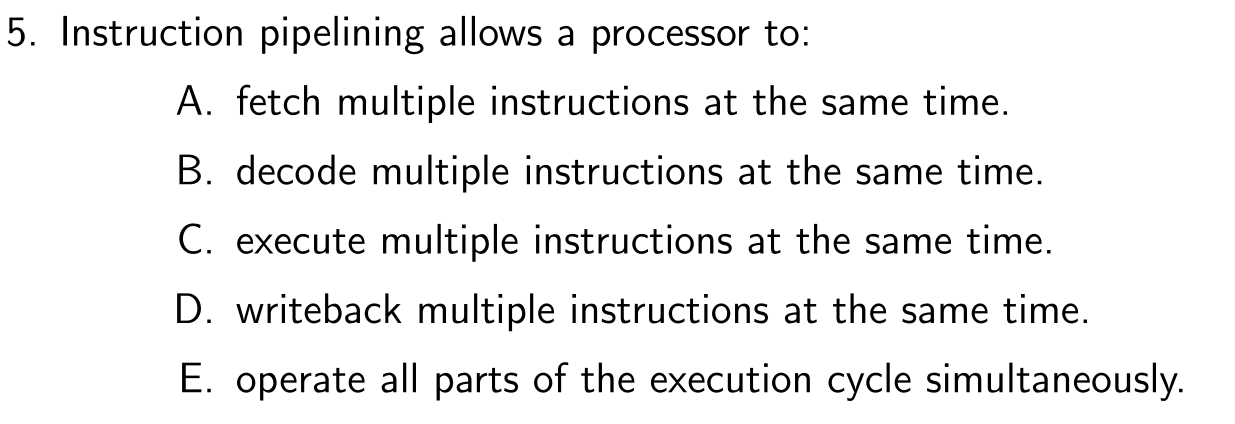 5. Instruction pipelining allows a processor to:
A. fetch multiple instructions at the same time.
B. decode multiple instructions at the same time.
C. execute multiple instructions at the same time.
D. writeback multiple instructions at the same time.
E. operate all parts of the execution cycle simultaneously.